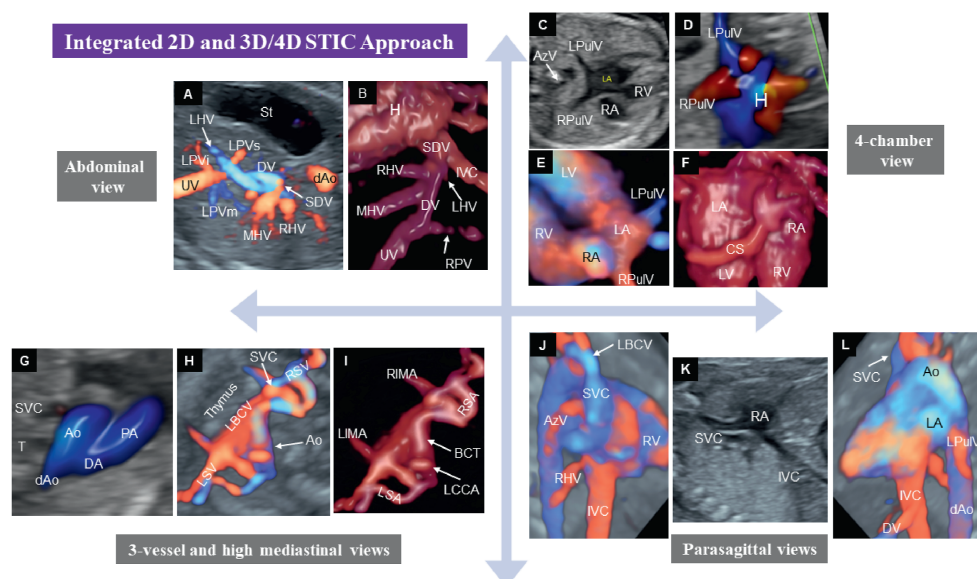 Integrated 2D and 3D/4D STIC Approach
Abdominal view
A
St
LHV
LPVs
LPVi
DV
dAo
UV
SDV
LPVm
RHV
MHV
B
H
SDV
RHV
IVC
LHV
MHV
DV
UV
RPV
4-chamber view
C
LPulV
AzV
LA
RV
RA
RPulV
D
LPulV
RPulV
H
E
LV
LPulV
RV
LA
RA
RPulV
F
LA
RA
CS
LV
RV
G
SVC
T
Ao
PA
DA
dAo
H
SVC
RSV
Thymus
LBCV
Ao
LSV
I
RIMA
RSA
LIMA
BCT
LSA
LCCA
3-vessel and high mediastinal views
J
LBCV
SVC
AzV
RV
RHV
IVC
K
RA
SVC
IVC
L
SVC
Ao
LA
LPulV
IVC
dAo
DV
Parasagittal views